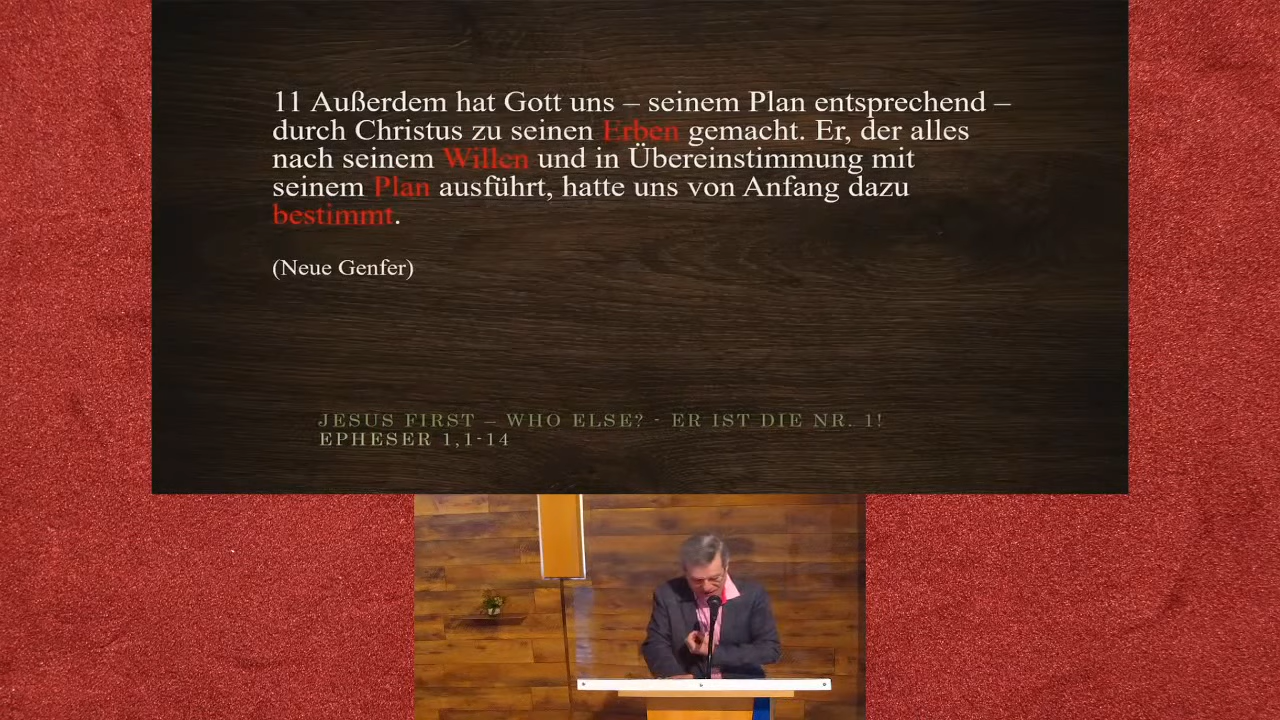 11 Außerdem hat Gott uns – seinem Plan entsprechend –
durch Christus zu seinen Erben gemacht. Er, der alles
nach seinem Willen und in Übereinstimmung mit
seinem Plan ausführt, hatte uns von Anfang dazu
bestimmt.
(Neue Genfer)
JESUS FIRST – WHO ELSE? - ER IST DIE NR. 1!
EPHESER 1,1-14